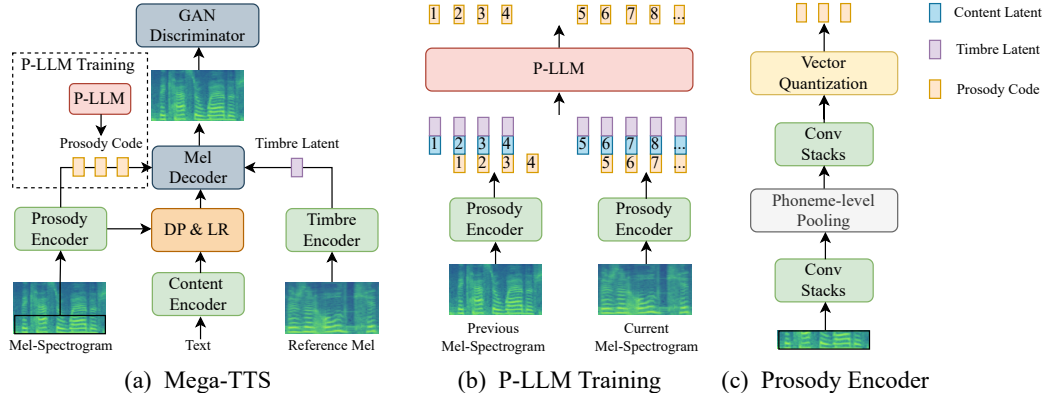 GAN
Discriminator
P-LLM Training
P-LLM
Prosody Code
Timbre Latent
Mel
Decoder
Prosody
Encoder
DP & LR
Timbre
Encoder
Content
Encoder
Mel-Spectrogram
Text
Reference Mel
(a) Mega-TTS
1 2 3 4
5 6 7 8 ...
P-LLM
1 2 3 4
5 6 7 8 ...
1 2 3 4
5 6 7 ...
Prosody
Encoder
Prosody
Encoder
Previous
Mel-Spectrogram
Current
Mel-Spectrogram
(b) P-LLM Training
Content Latent
Timbre Latent
Prosody Code
Vector
Quantization
Conv
Stacks
Phoneme-level
Pooling
Conv
Stacks
(c) Prosody Encoder